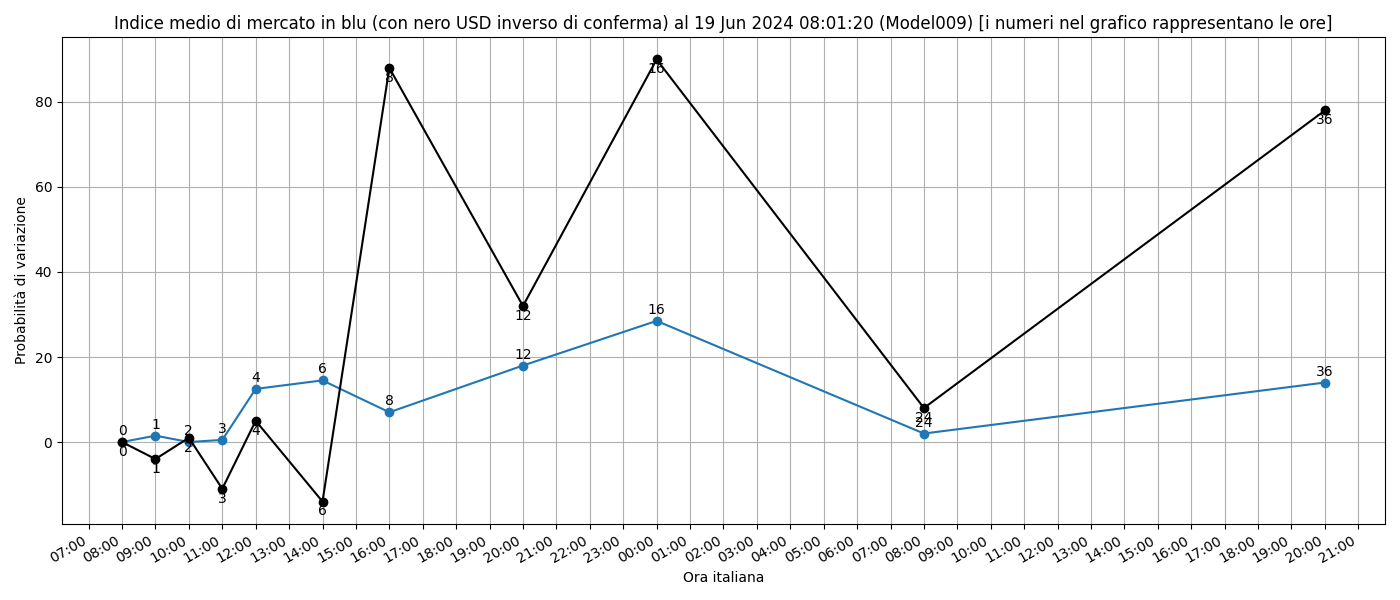 Indice medio di mercato in blu (con nero USD inverso di conferma) al 19 Jun 2024 08:01:20 (Model009) [i numeri nel grafico rappresentano le ore]
Probabilità di variazione
80
60
40
20
0
0 1 2 3 4 6 8 12 16 24 36
0 1 2 3 4 6 8 12 16 24 36
07:00 08:00 09:00 10:00 11:00 12:00 13:00 14:00 15:00 16:00 17:00 18:00 19:00 20:00 21:00 22:00 23:00 00:00 01:00 02:00 03:00 04:00 05:00 06:00 07:00 08:00 09:00 10:00 11:00 12:00 13:00 14:00 15:00 16:00 17:00 18:00 19:00 20:00 21:00
Ora italiana